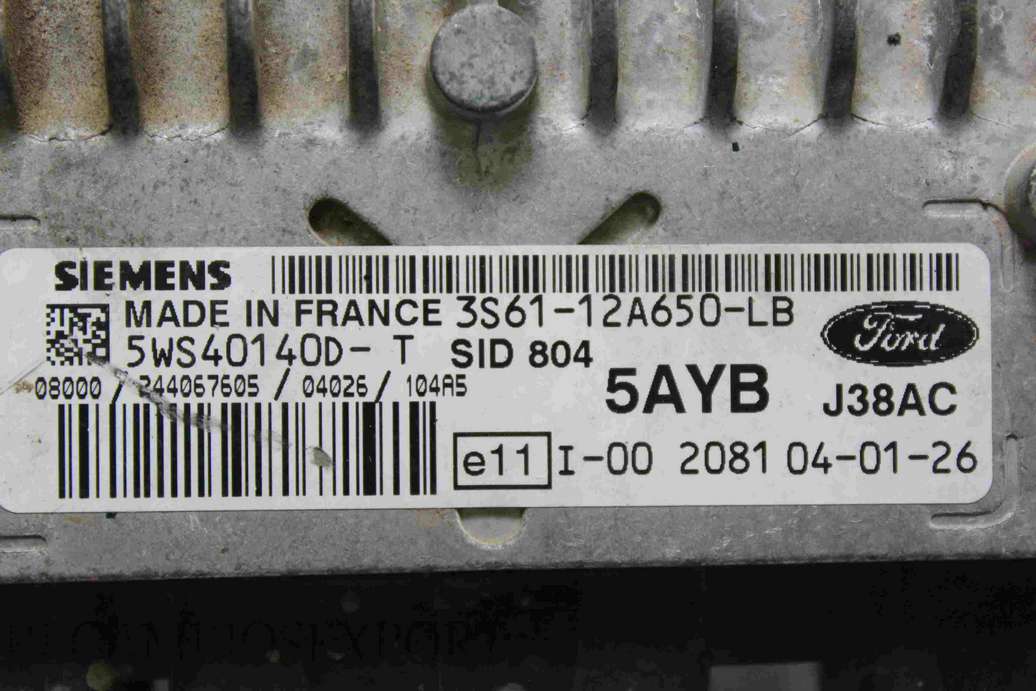 SIEMENS
MADE IN FRANCE 3S61-12A650-LB
5WS40140D-T SID 804
Ford
08000 / 244067605 / 04026 / 104A5
5AYB J38AC
e11 I-00 2081 04-01-26